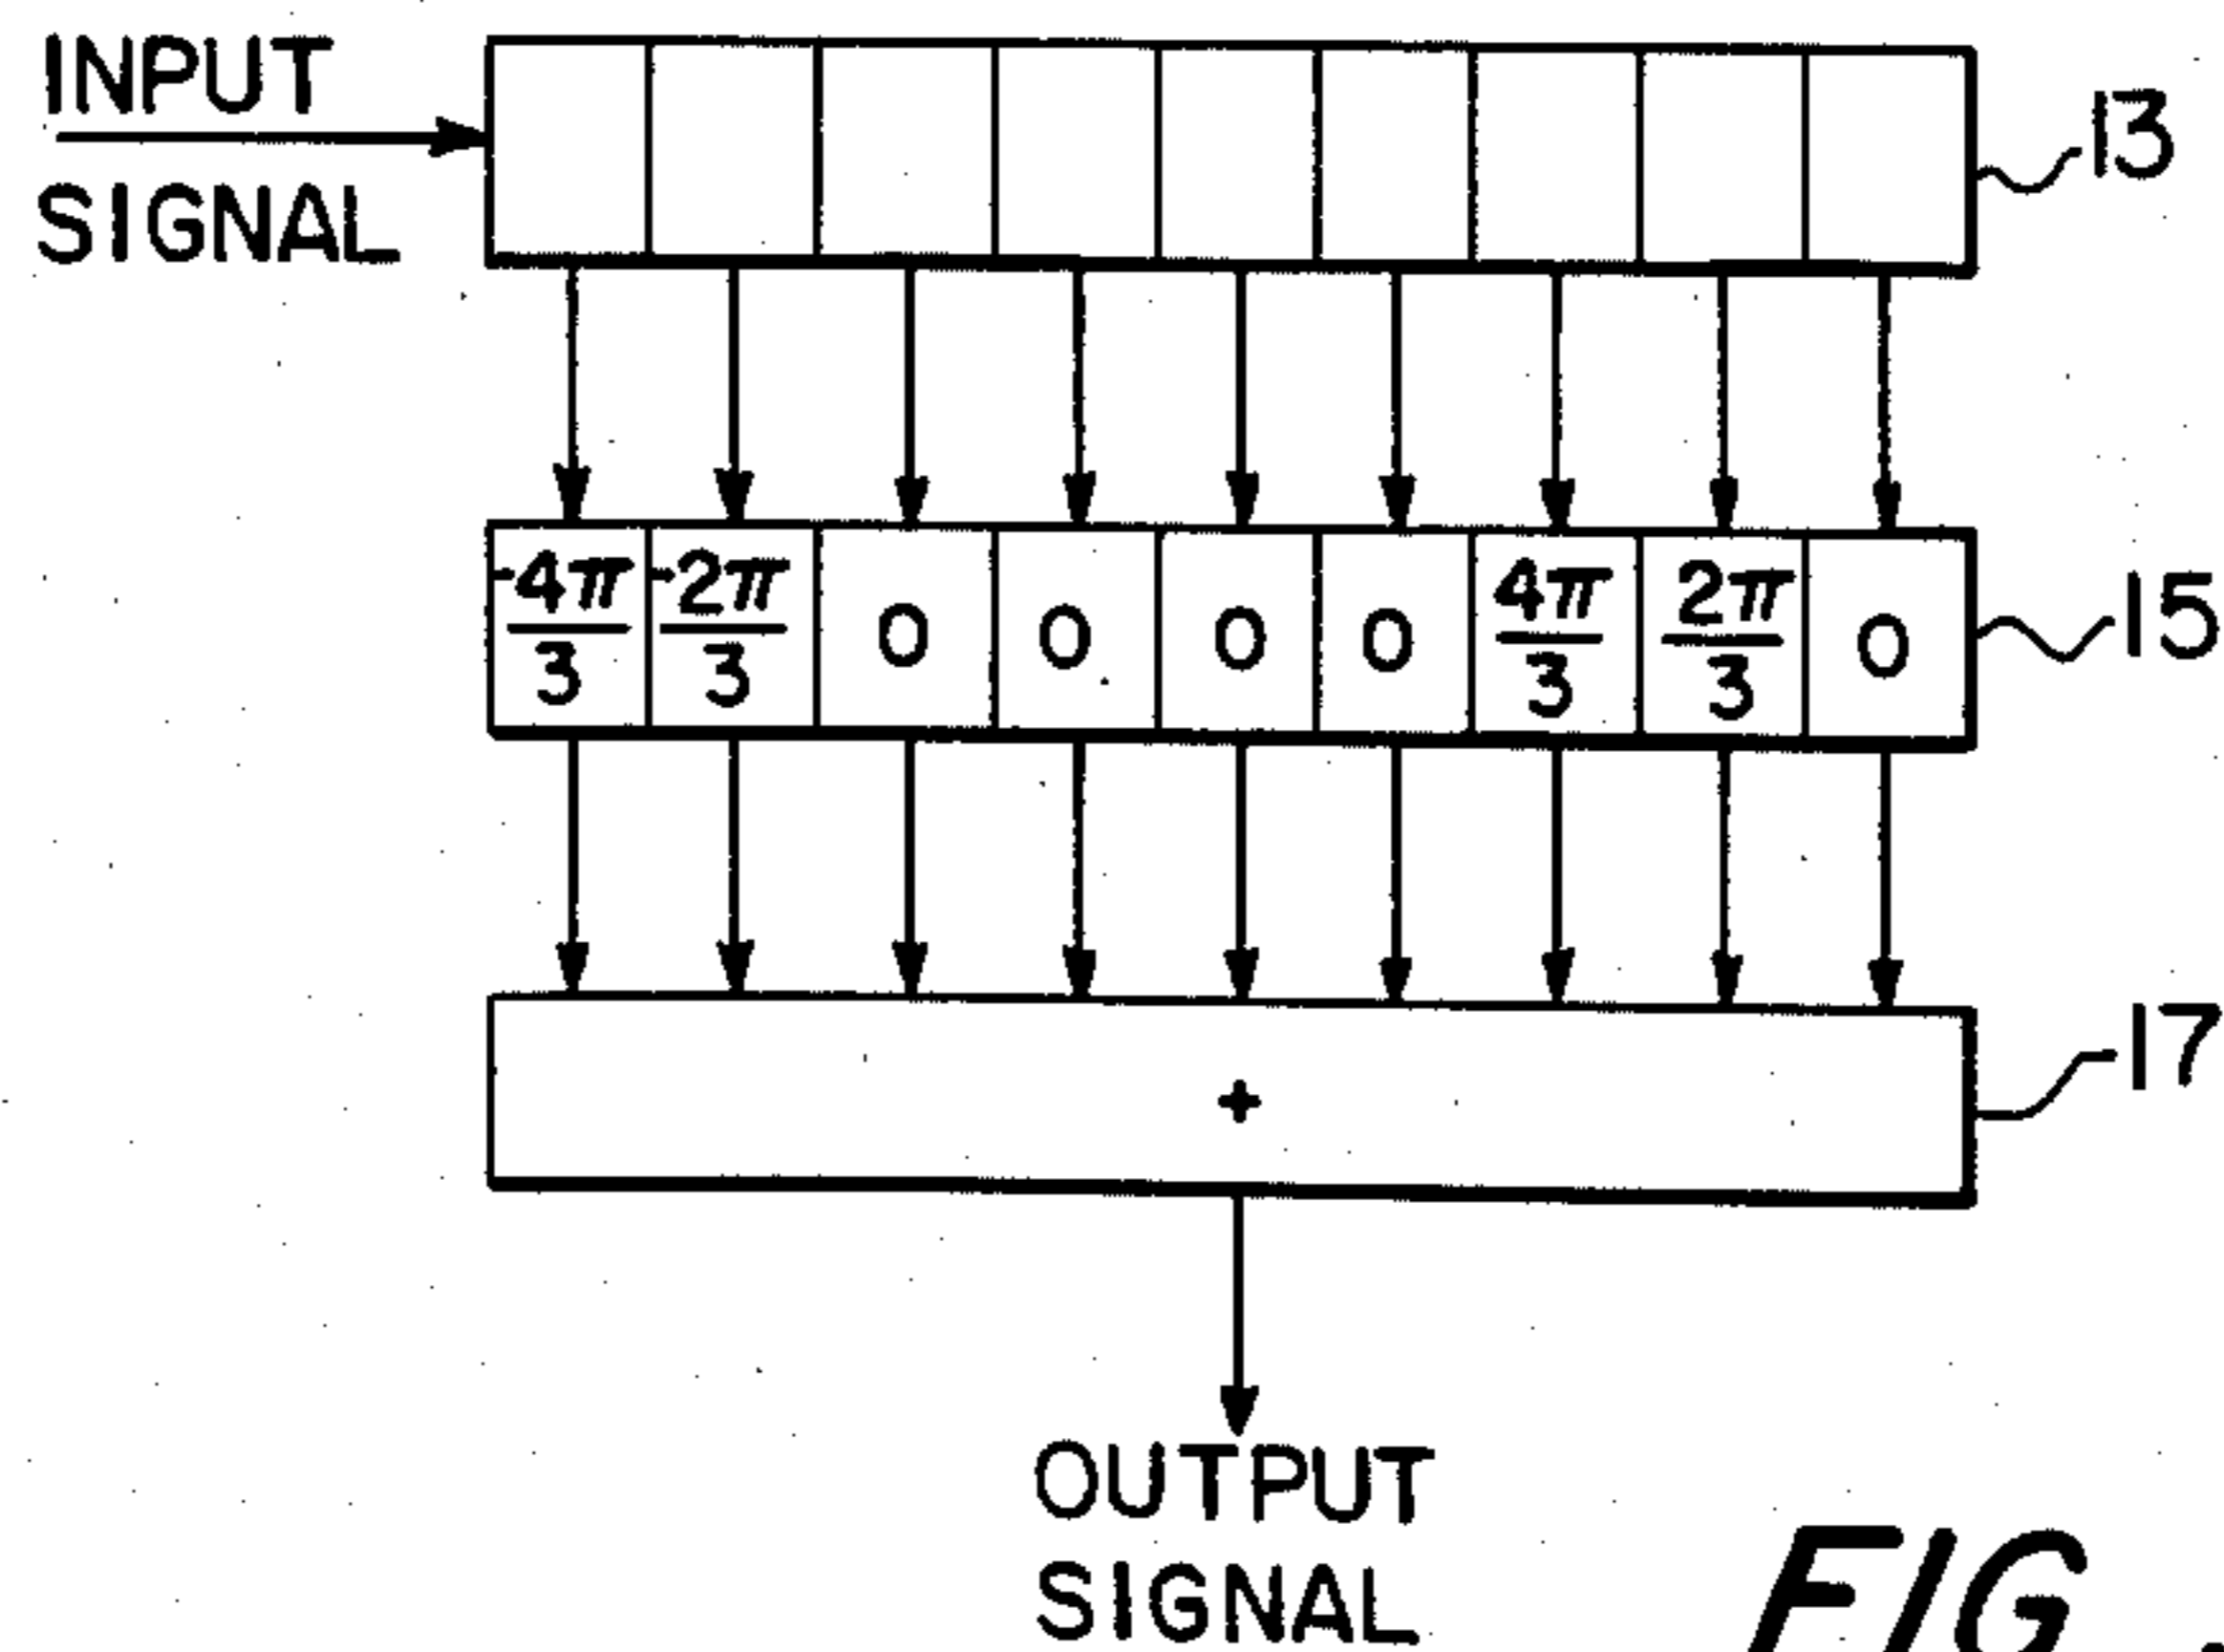 INPUT
SIGNAL
13
-4π/3 -2π/3 0 0 0 0 4π/3 2π/3 0
15
+
17
OUTPUT
SIGNAL
FIG